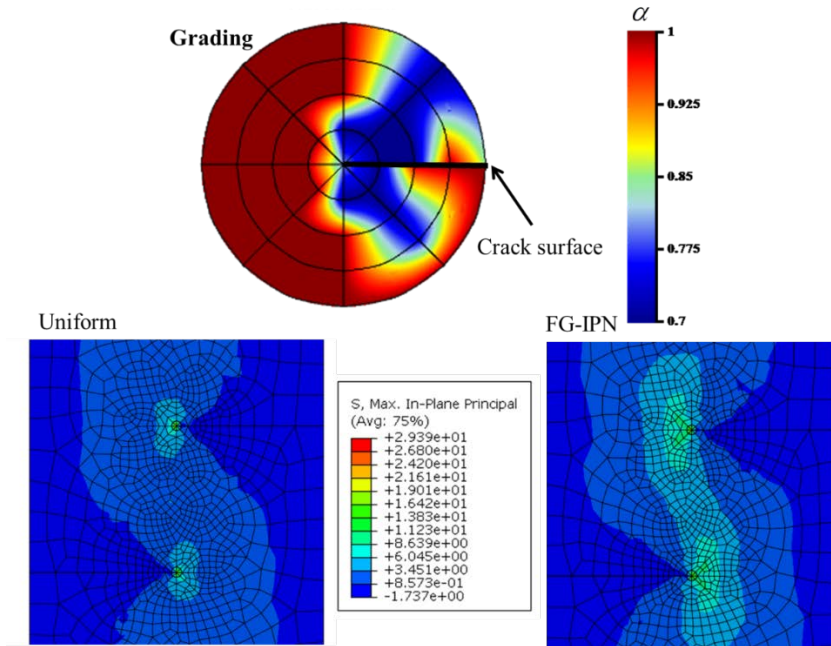 α
Grading
1
0.925
0.85
0.775
0.7
Crack surface
Uniform
FG-IPN
S, Max. In-Plane Principal
(Avg: 75%)
+2.939e+01
+2.680e+01
+2.420e+01
+2.161e+01
+1.901e+01
+1.642e+01
+1.383e+01
+1.123e+01
+8.639e+00
+6.045e+00
+3.451e+00
+8.573e-01
-1.737e+00